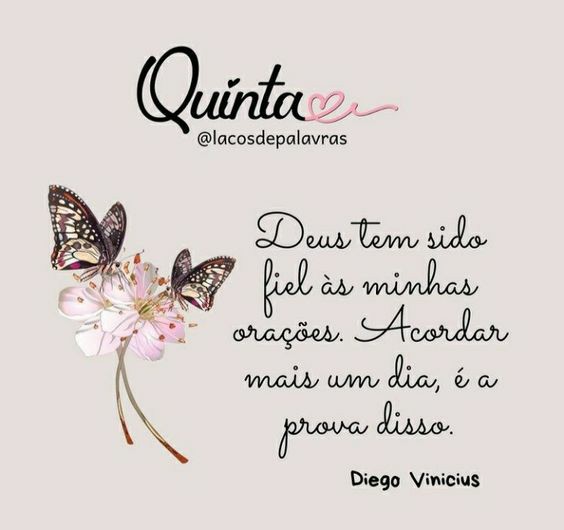 Quinta
@lacosdepalavras
Deus tem sido
fiel às minhas
orações. Acordar
mais um dia, é a
prova disso.
Diego Vinicius